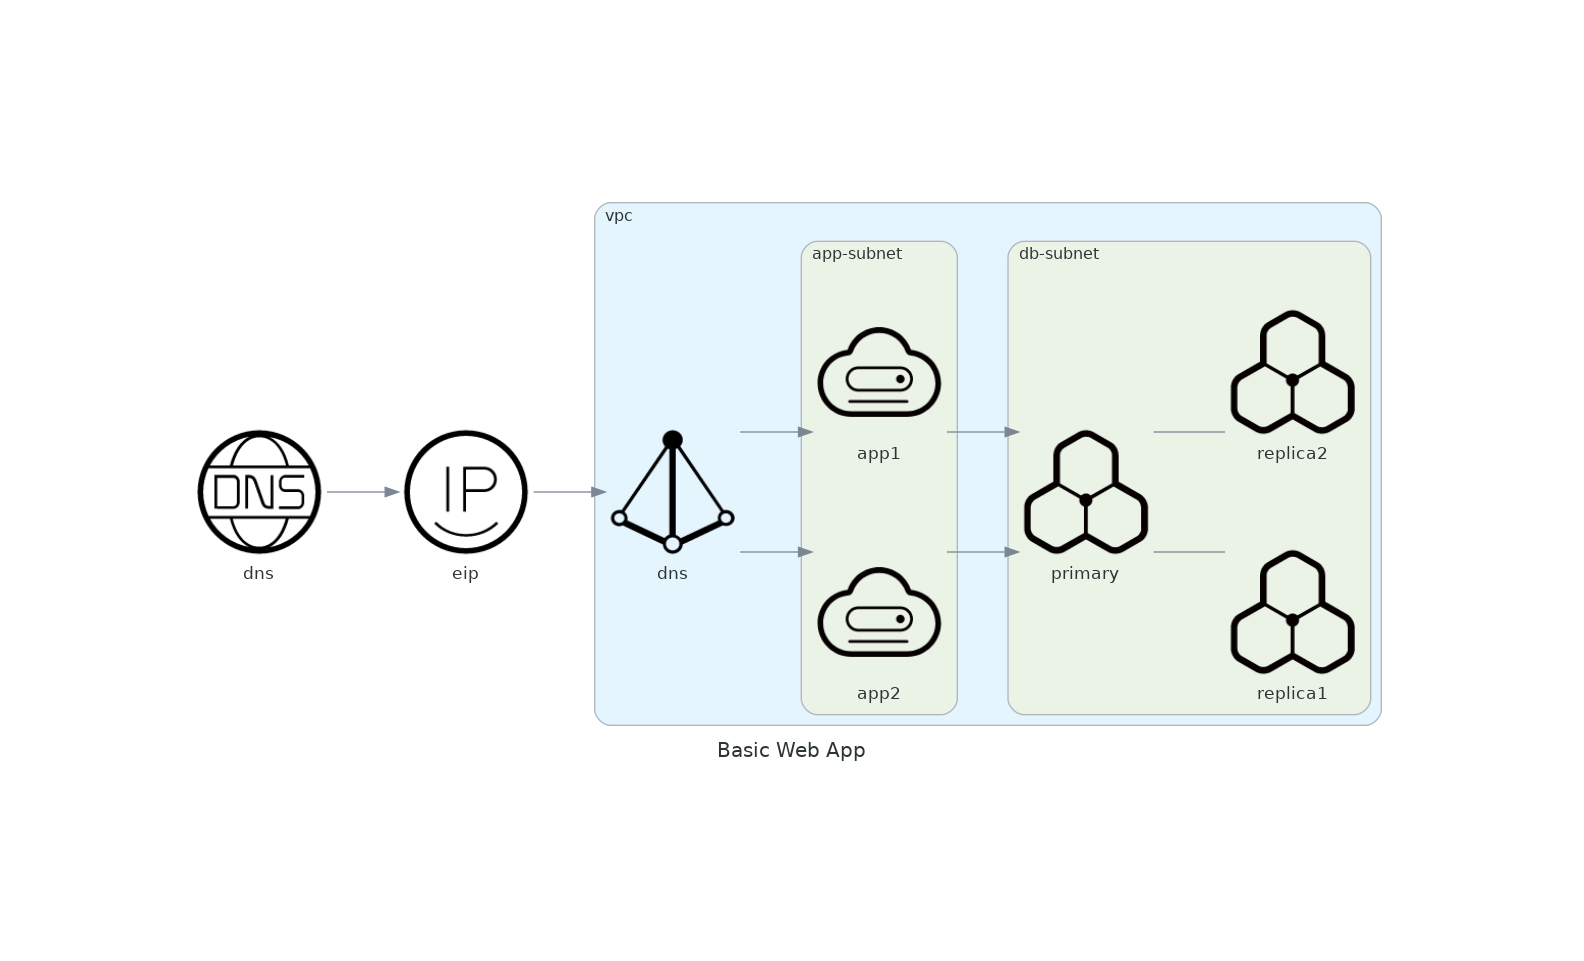 vpc
app-subnet
db-subnet
DNS
dns
IP
eip
dns
app1
app2
primary
replica2
replica1
Basic Web App